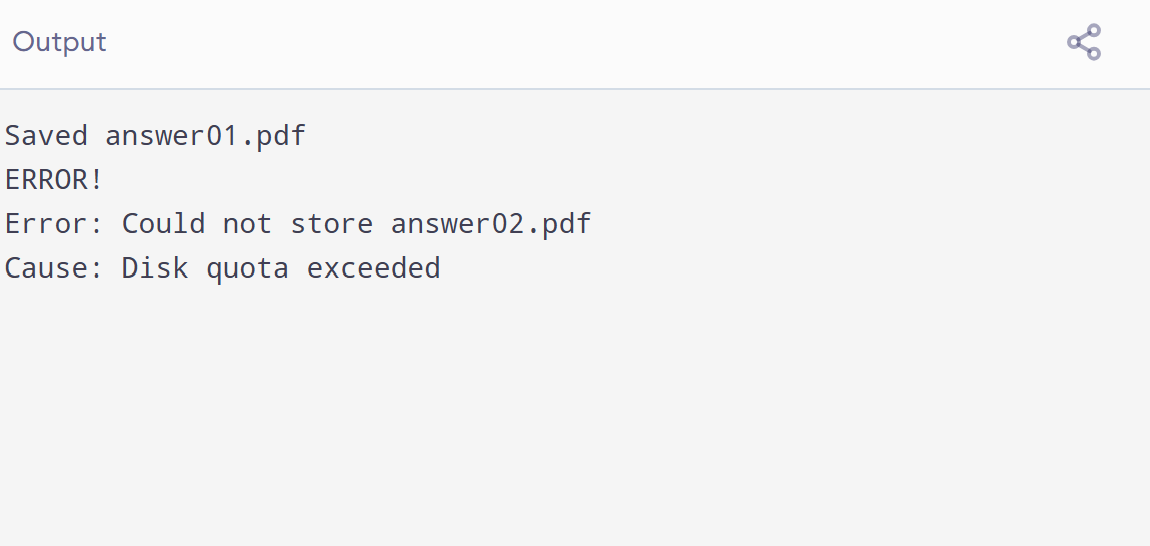 Output
Saved answer01.pdf
ERROR!
Error: Could not store answer02.pdf
Cause: Disk quota exceeded